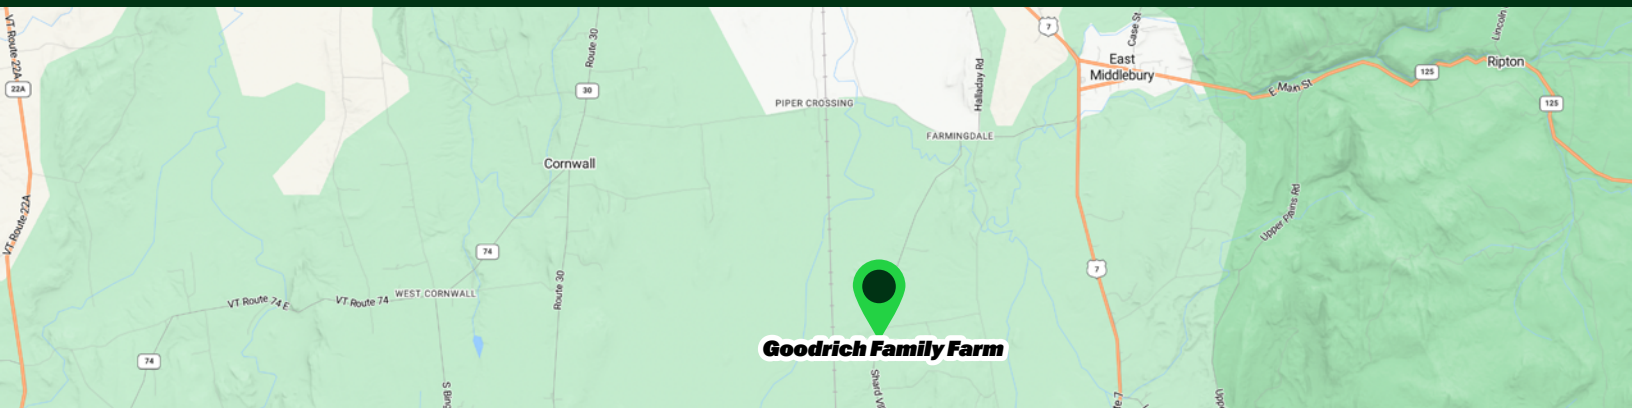 VT Route 22A
22A
VT Route 22A
Route 30
30
Cornwall
74
Route 30
WEST CORNWALL
VT Route 74
VT Route 74 E
74
PIPER CROSSING
Halladay Rd
FARMINGDALE
7
Case St
East
Middlebury
E Main St
125
Lincoln
Ripton
125
Upper Plains Rd
7
Goodrich Family Farm